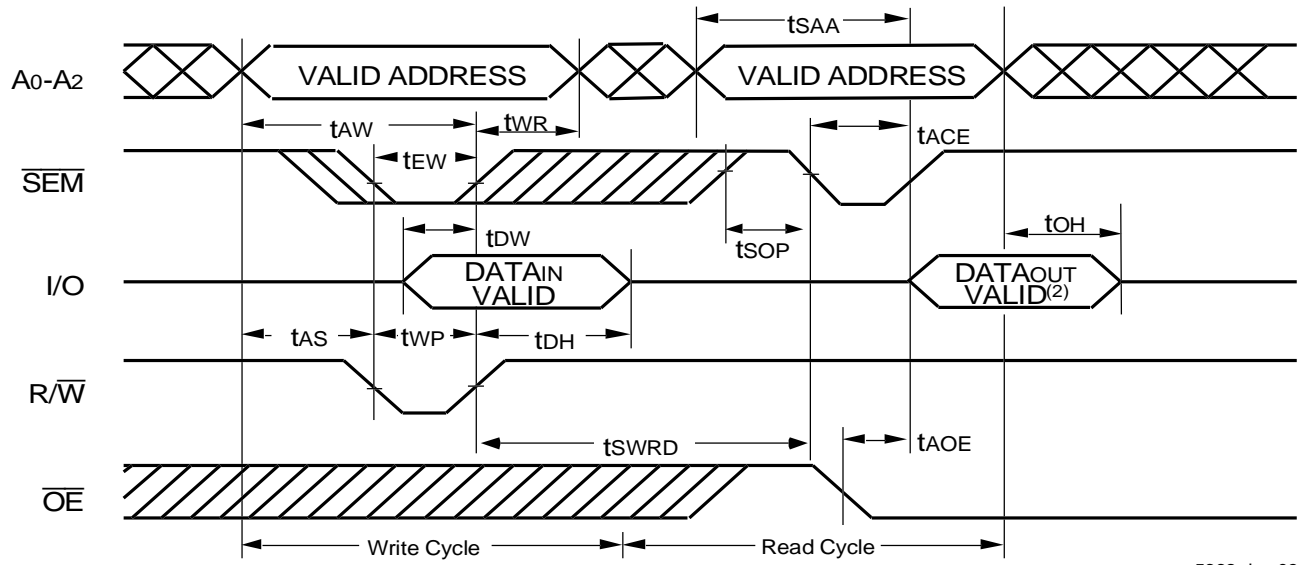 tSAA
A0-A2
VALID ADDRESS
VALID ADDRESS
tAW
tWR
tACE
SEM
tEW
tDW
tSOP
tOH
I/O
DATAIN
VALID
DATAOUT
VALID(2)
tAS
tWP
tDH
R/W
tSWRD
tAOE
OE
Write Cycle
Read Cycle